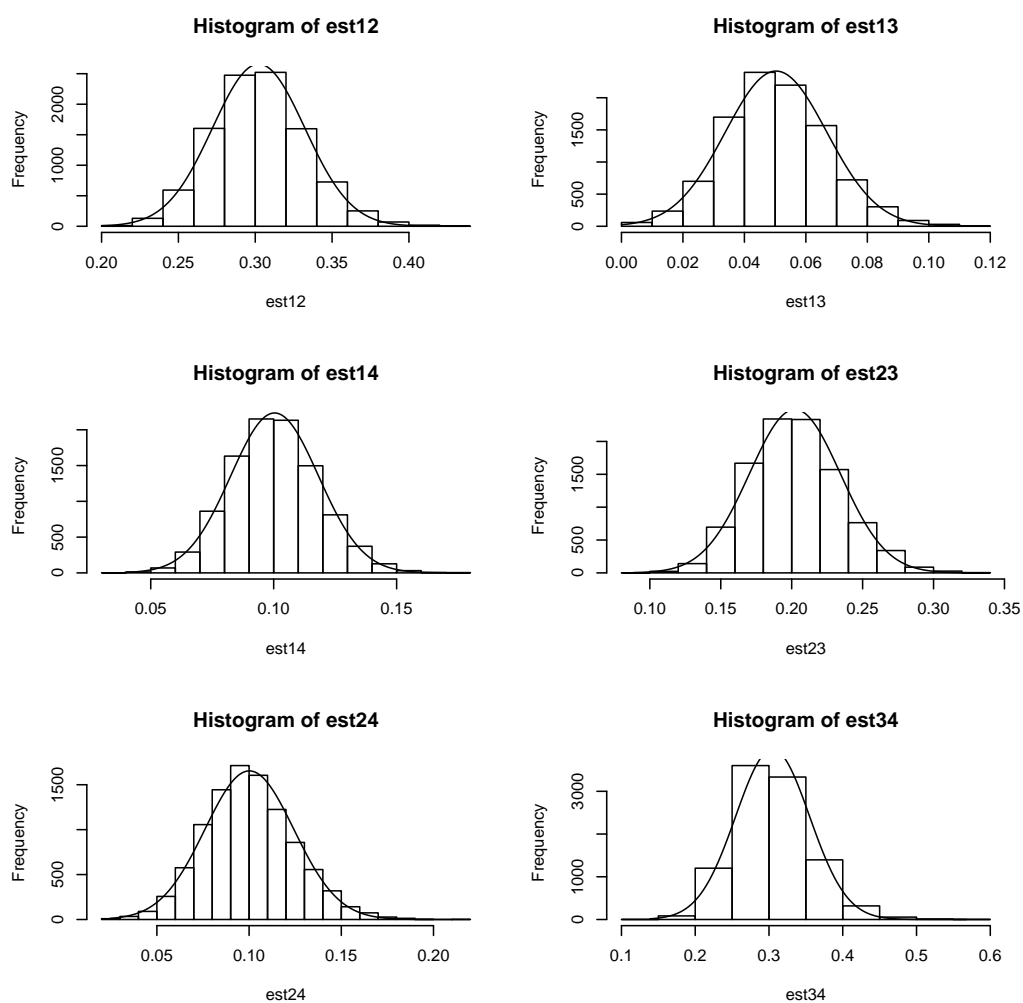 Histogram of est12
Frequency
0 1000 2000
0.20 0.25 0.30 0.35 0.40
est12
Histogram of est13
Frequency
0 500 1500
0.00 0.02 0.04 0.06 0.08 0.10 0.12
est13
Histogram of est14
Frequency
0 500 1500
0.05 0.10 0.15
est14
Histogram of est23
Frequency
0 500 1500
0.10 0.15 0.20 0.25 0.30 0.35
est23
Histogram of est24
Frequency
0 500 1500
0.05 0.10 0.15 0.20
est24
Histogram of est34
Frequency
0 1000 3000
0.1 0.2 0.3 0.4 0.5 0.6
est34